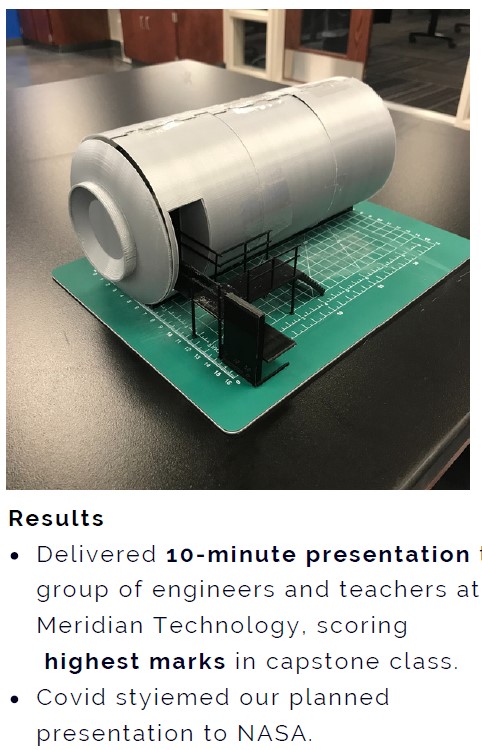 Results
• Delivered 10-minute presentation t
group of engineers and teachers at
Meridian Technology, scoring
highest marks in capstone class.
• Covid styiemed our planned
presentation to NASA.